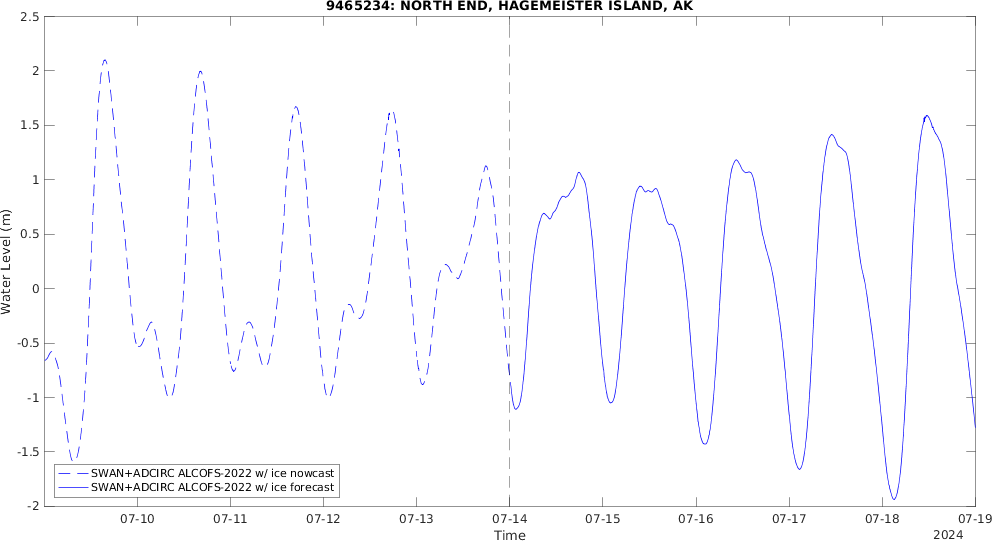 9465234: NORTH END, HAGEMEISTER ISLAND, AK
2.5
2
1.5
1
0.5
0
-0.5
-1
-1.5
-2
Water Level (m)
SWAN+ADCIRC ALCOFS-2022 w/ ice nowcast
SWAN+ADCIRC ALCOFS-2022 w/ ice forecast
07-10 07-11 07-12 07-13 07-14 07-15 07-16 07-17 07-18 07-19
Time
2024